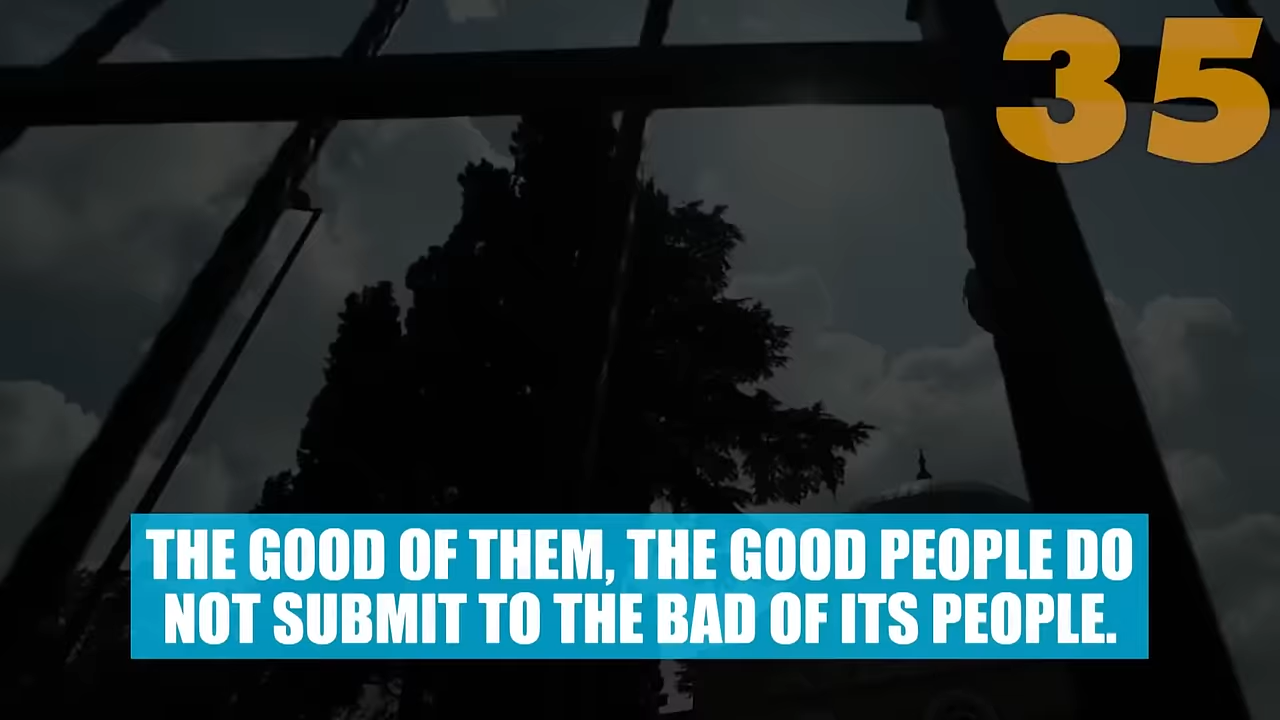 35
THE GOOD OF THEM, THE GOOD PEOPLE DO
NOT SUBMIT TO THE BAD OF ITS PEOPLE.